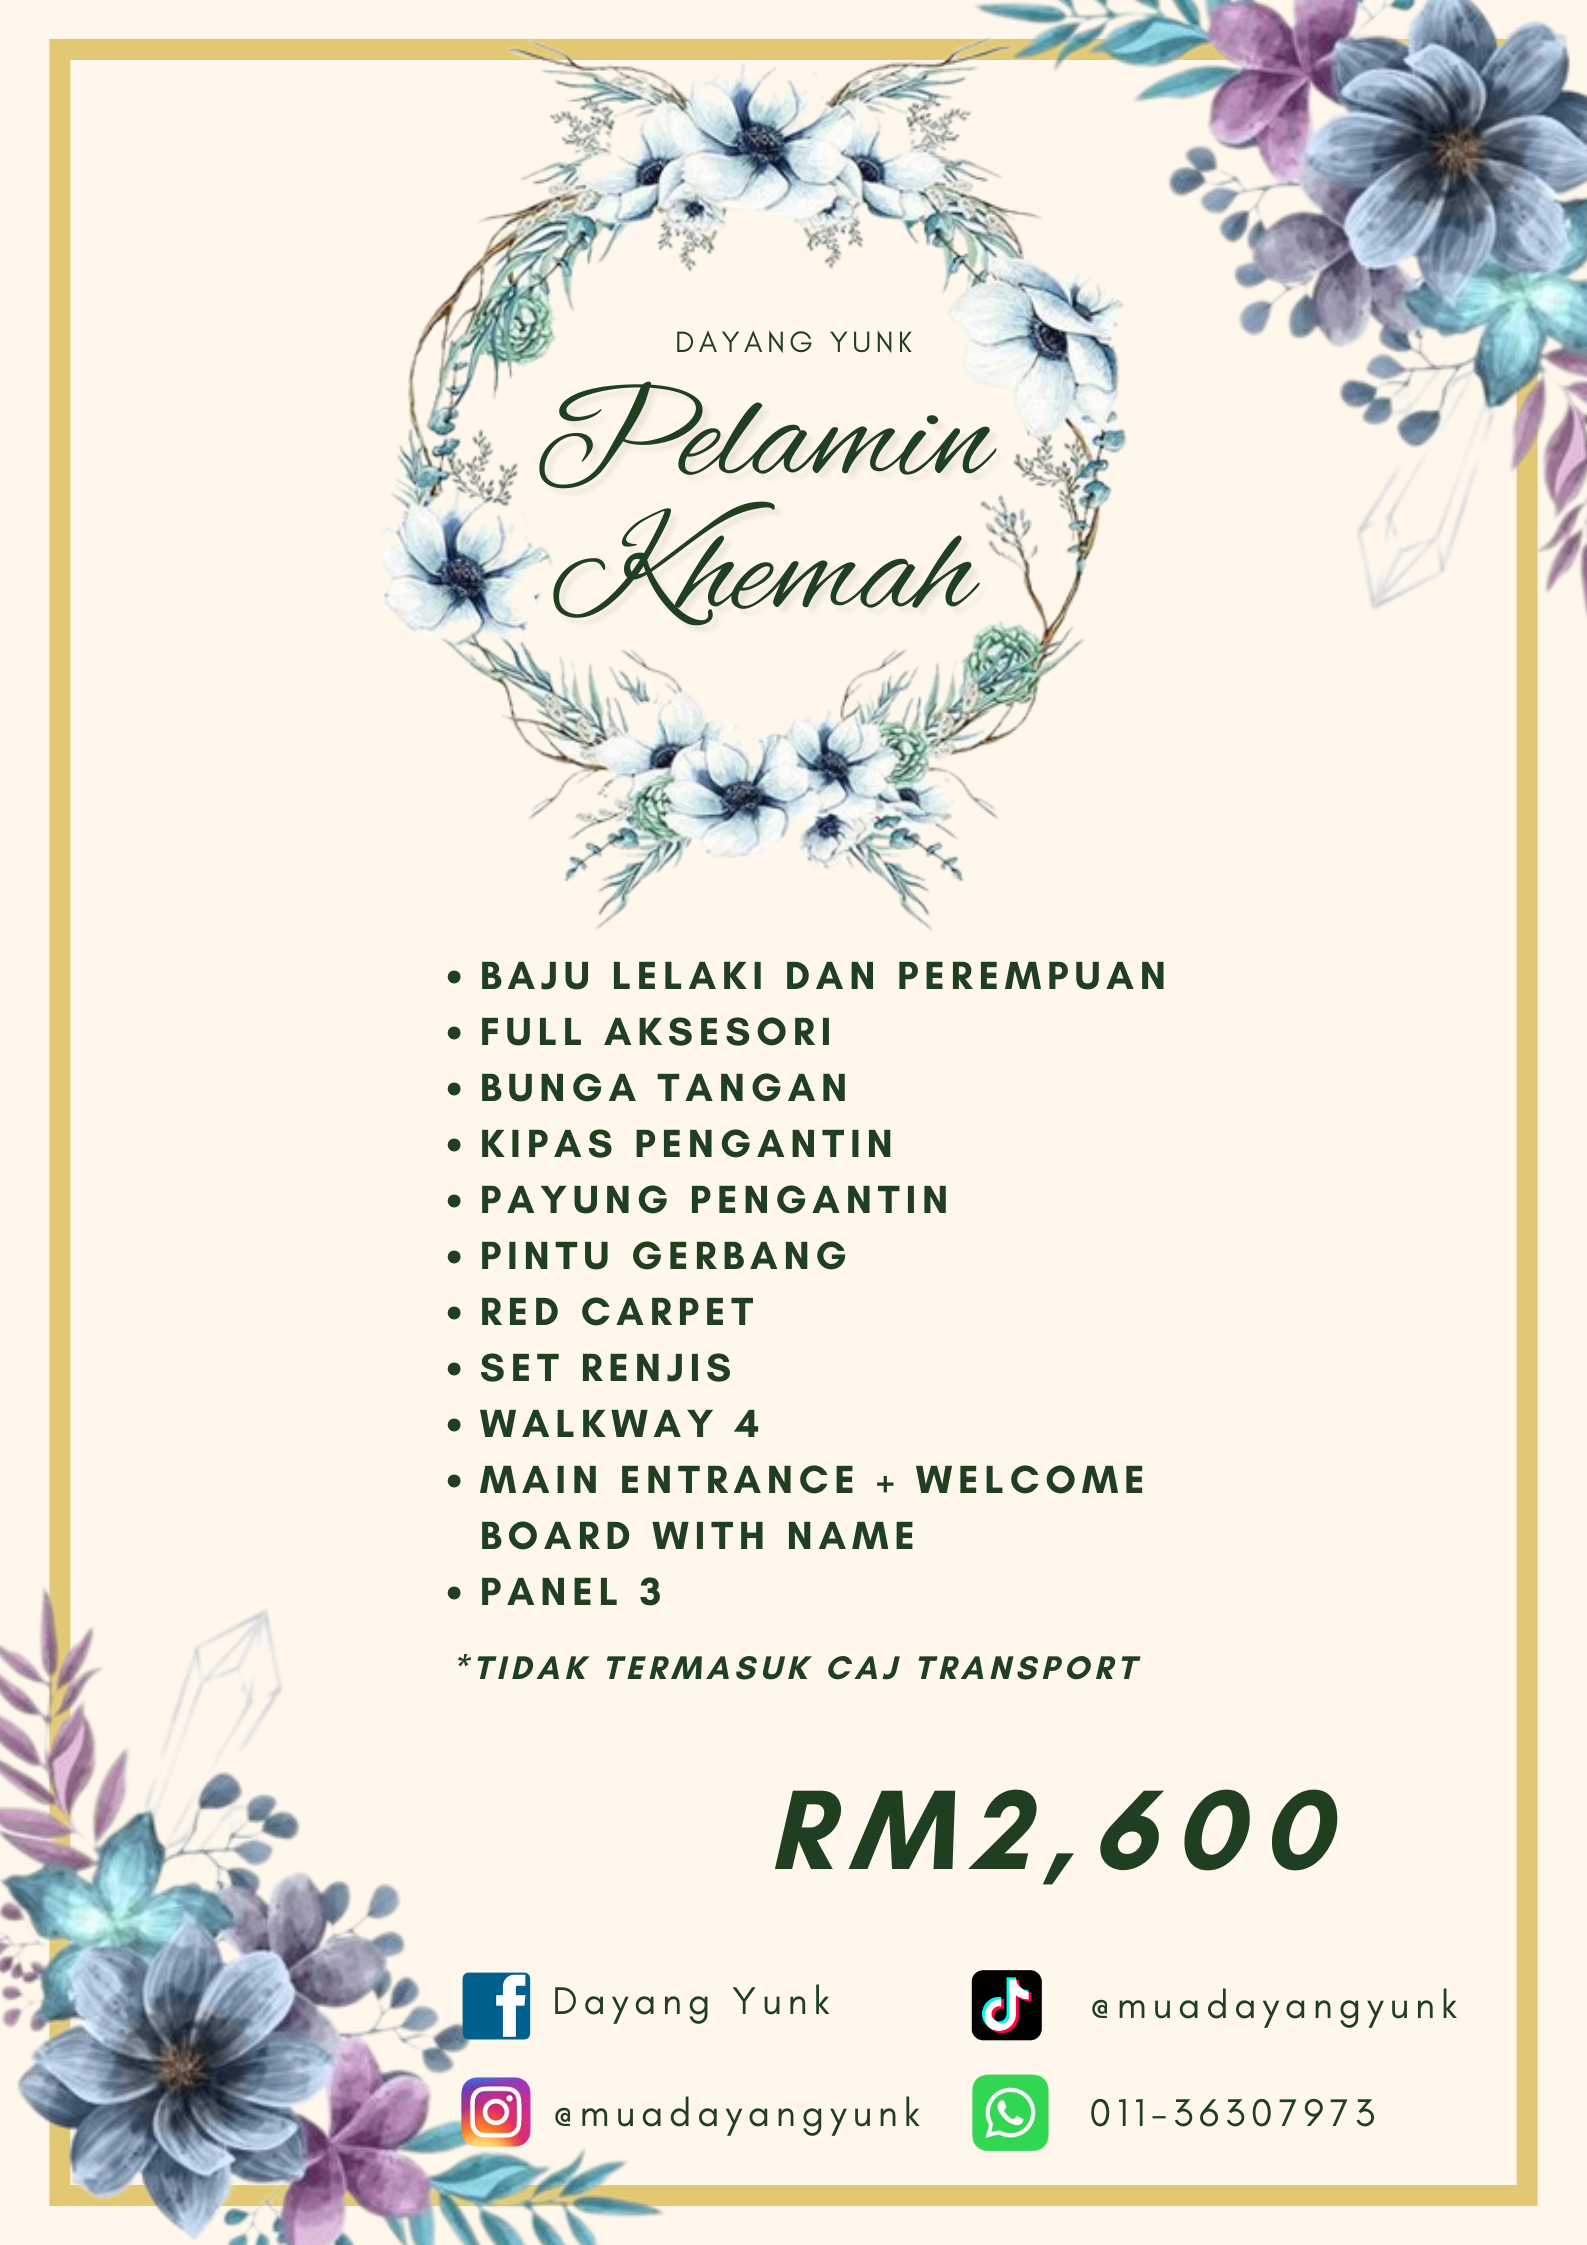 DAYANG YUNK
Pelamin
Khemah
• BAJU LELAKI DAN PEREMPUAN
• FULL AKSESORI
• BUNGA TANGAN
• KIPAS PENGANTIN
• PAYUNG PENGANTIN
• PINTU GERBANG
• RED CARPET
• SET RENJIS
• WALKWAY 4
• MAIN ENTRANCE + WELCOME
BOARD WITH NAME
• PANEL 3
*TIDAK TERMASUK CAJ TRANSPORT
RM2,600
Dayang Yunk
@muadayangyunk
@muadayangyunk
011-36307973